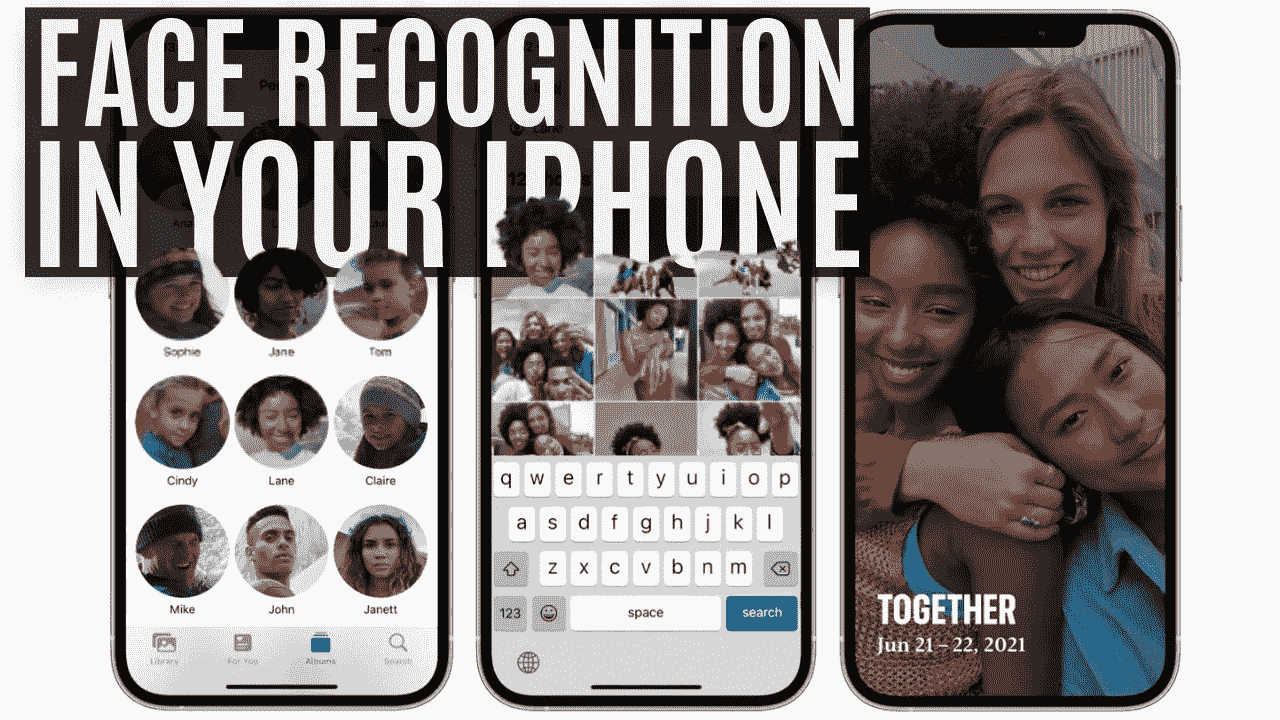 FACE RECOGNITION
IN YOUR IPHONE
Sophie Jane Tom
Cindy Lane Claire
Mike John Janett
Library For You Albums Search
q w e r t y u i o p
a s d f g h j k l
z x c v b n m
123 space search
TOGETHER
Jun 21 – 22, 2021